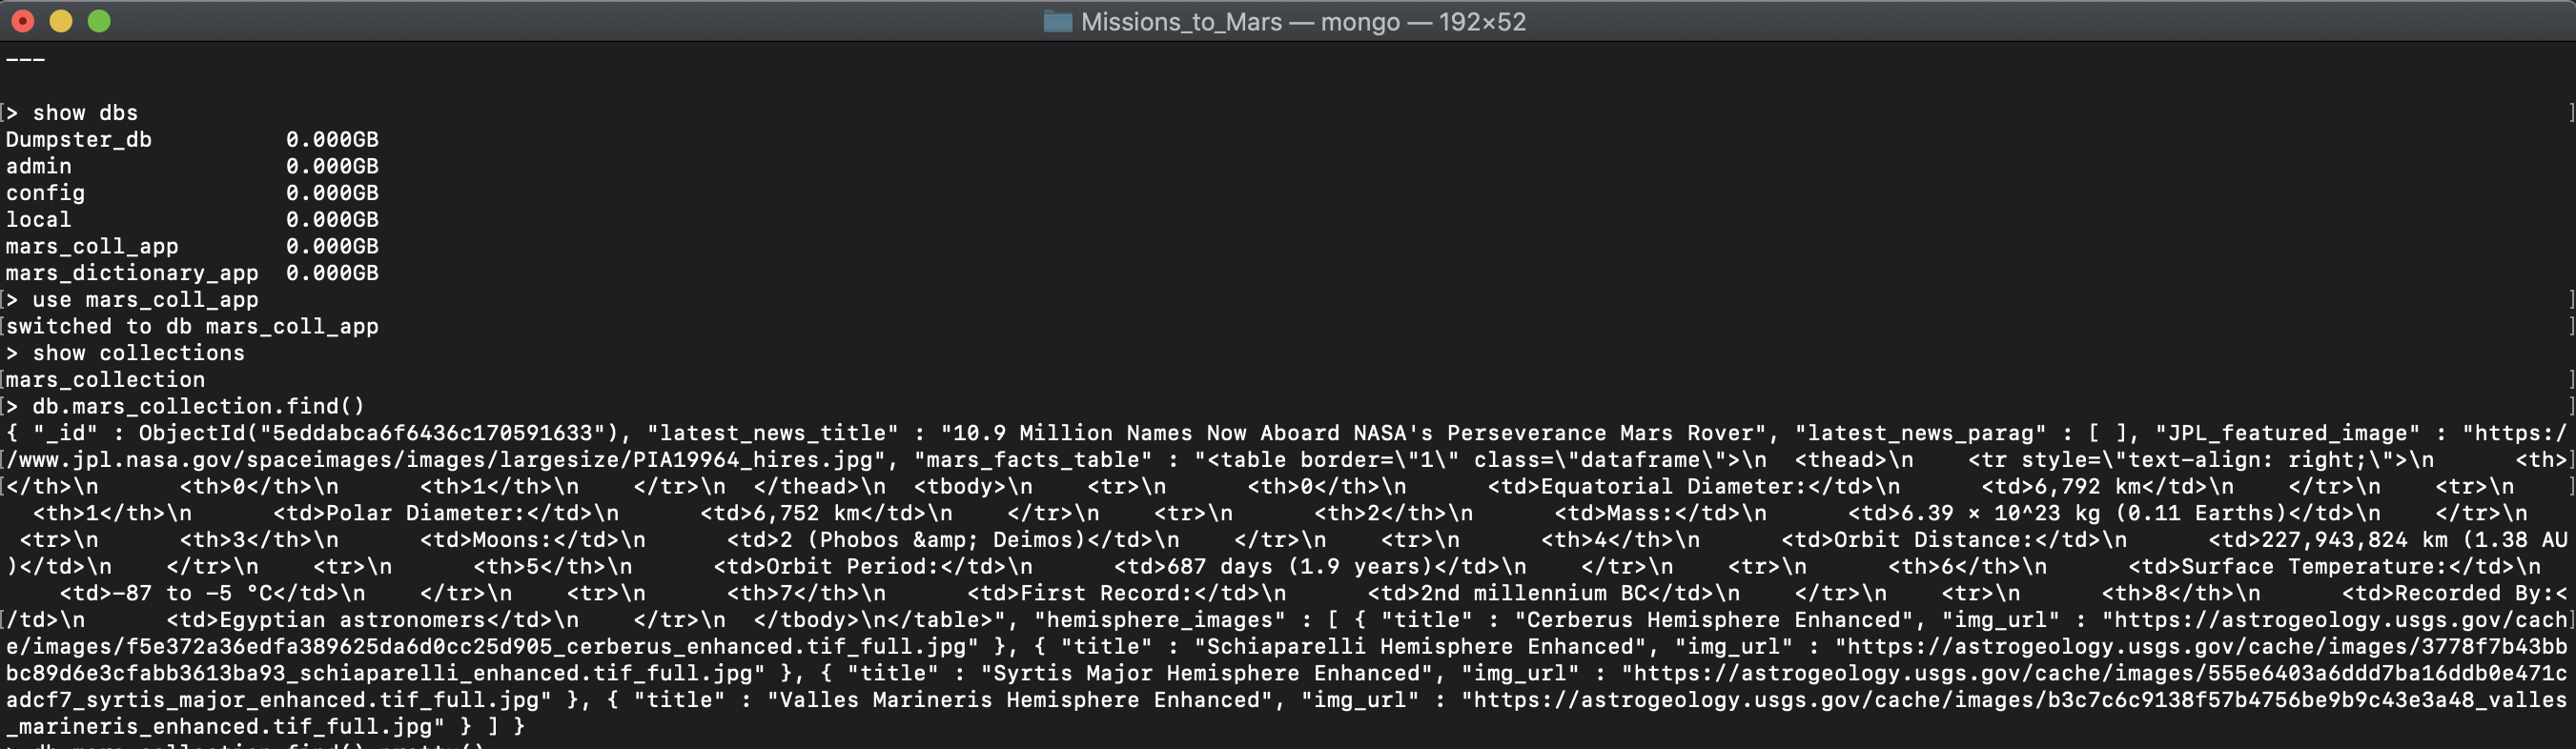 Missions_to_Mars — mongo — 192×52
---
> show dbs
Dumpster_db          0.000GB
admin                0.000GB
config               0.000GB
local                0.000GB
mars_coll_app        0.000GB
mars_dictionary_app  0.000GB
> use mars_coll_app
switched to db mars_coll_app
> show collections
mars_collection
> db.mars_collection.find()
{ "_id" : ObjectId("5eddabca6f6436c170591633"), "latest_news_title" : "10.9 Million Names Now Aboard NASA's Perseverance Mars Rover", "latest_news_parag" : [ ], "JPL_featured_image" : "https:/
/www.jpl.nasa.gov/spaceimages/images/largesize/PIA19964_hires.jpg", "mars_facts_table" : "<table border=\"1\" class=\"dataframe\">\n  <thead>\n    <tr style=\"text-align: right;\">\n      <th>
</th>\n      <th>0</th>\n      <th>1</th>\n    </tr>\n  </thead>\n  <tbody>\n    <tr>\n      <th>0</th>\n      <td>Equatorial Diameter:</td>\n      <td>6,792 km</td>\n    </tr>\n    <tr>\n
  <th>1</th>\n      <td>Polar Diameter:</td>\n      <td>6,752 km</td>\n    </tr>\n    <tr>\n      <th>2</th>\n      <td>Mass:</td>\n      <td>6.39 × 10^23 kg (0.11 Earths)</td>\n    </tr>\n
 <tr>\n      <th>3</th>\n      <td>Moons:</td>\n      <td>2 (Phobos &amp; Deimos)</td>\n    </tr>\n    <tr>\n      <th>4</th>\n      <td>Orbit Distance:</td>\n      <td>227,943,824 km (1.38 AU
)</td>\n    </tr>\n    <tr>\n      <th>5</th>\n      <td>Orbit Period:</td>\n      <td>687 days (1.9 years)</td>\n    </tr>\n    <tr>\n      <th>6</th>\n      <td>Surface Temperature:</td>\n
    <td>-87 to -5 °C</td>\n    </tr>\n    <tr>\n      <th>7</th>\n      <td>First Record:</td>\n      <td>2nd millennium BC</td>\n    </tr>\n    <tr>\n      <th>8</th>\n      <td>Recorded By:<
/td>\n      <td>Egyptian astronomers</td>\n    </tr>\n  </tbody>\n</table>", "hemisphere_images" : [ { "title" : "Cerberus Hemisphere Enhanced", "img_url" : "https://astrogeology.usgs.gov/cach
e/images/f5e372a36edfa389625da6d0cc25d905_cerberus_enhanced.tif_full.jpg" }, { "title" : "Schiaparelli Hemisphere Enhanced", "img_url" : "https://astrogeology.usgs.gov/cache/images/3778f7b43bb
bc89d6e3cfabb3613ba93_schiaparelli_enhanced.tif_full.jpg" }, { "title" : "Syrtis Major Hemisphere Enhanced", "img_url" : "https://astrogeology.usgs.gov/cache/images/555e6403a6ddd7ba16ddb0e471c
adcf7_syrtis_major_enhanced.tif_full.jpg" }, { "title" : "Valles Marineris Hemisphere Enhanced", "img_url" : "https://astrogeology.usgs.gov/cache/images/b3c7c6c9138f57b4756be9b9c43e3a48_valles
_marineris_enhanced.tif_full.jpg" } ] }